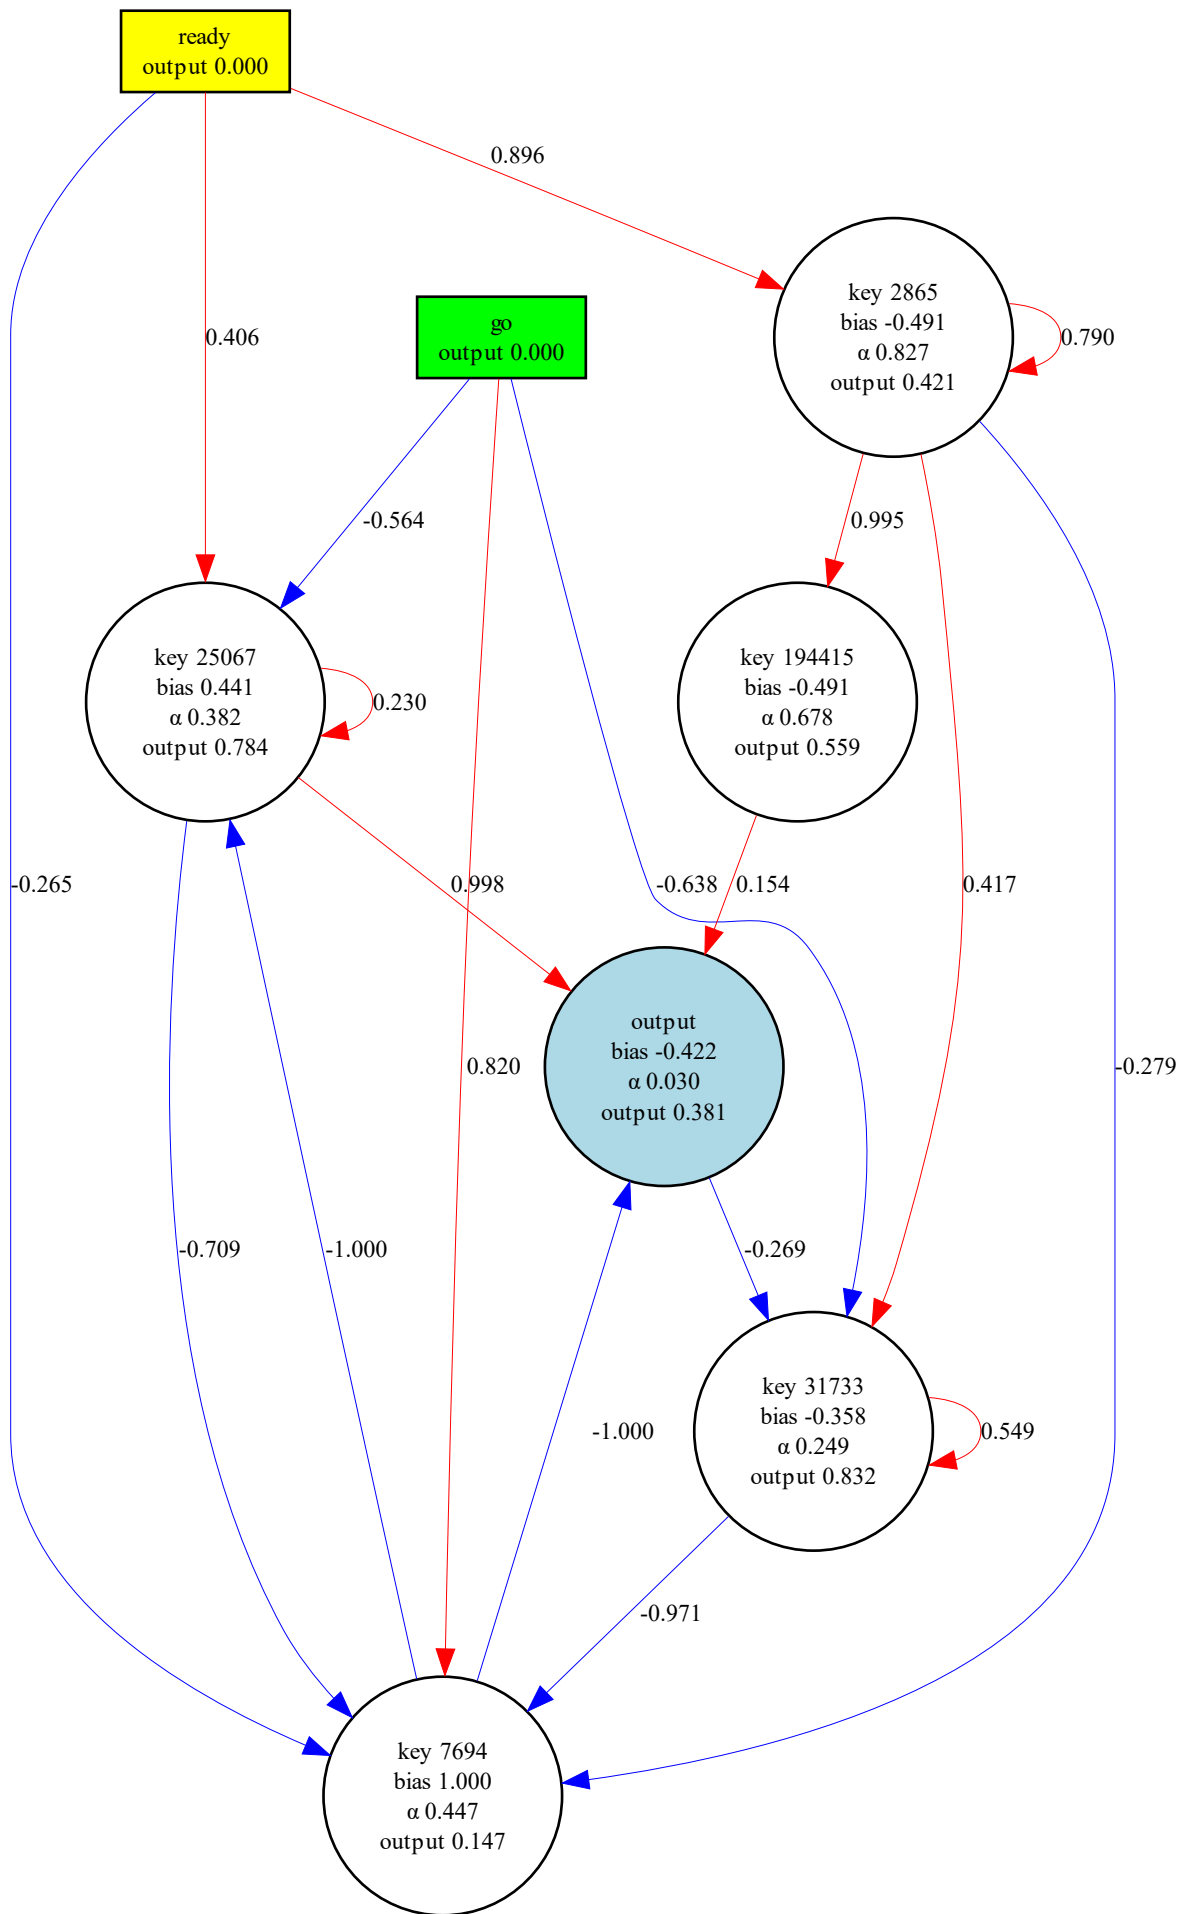 ready
output 0.000
0.896
key 2865
bias -0.491
α 0.827
output 0.421
0.790
go
output 0.000
0.406
-0.564
0.995
key 25067
bias 0.441
α 0.382
output 0.784
0.230
key 194415
bias -0.491
α 0.678
output 0.559
-0.265
0.998
-0.638
0.154
0.417
output
bias -0.422
α 0.030
output 0.381
0.820
-0.279
-0.709
-1.000
-0.269
-1.000
key 31733
bias -0.358
α 0.249
output 0.832
0.549
-0.971
key 7694
bias 1.000
α 0.447
output 0.147